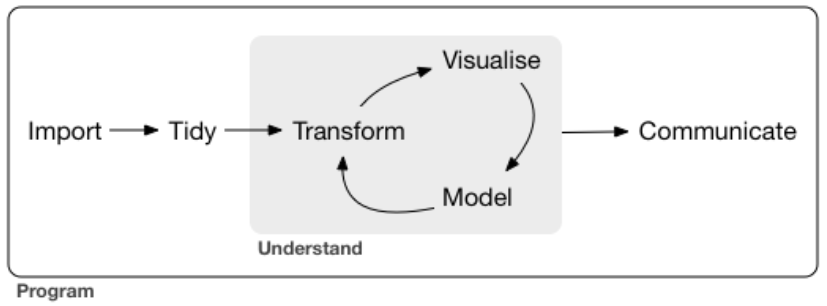 Visualise
Import
Tidy
Transform
Communicate
Model
Understand
Program